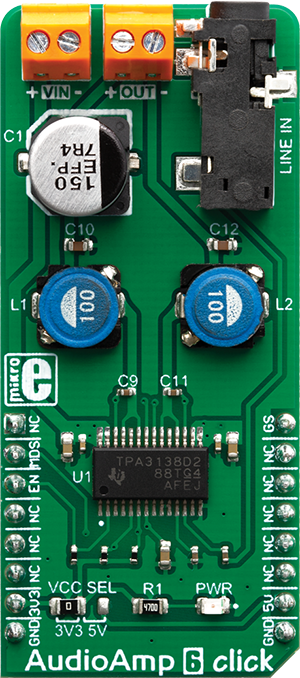 + VIN - + OUT -
LINE IN
C1
150
EFP.
7R4
C10 C12
L1 100 100 L2
mikro e
C9 C11
NC GS
MDS NC
EN NC
U1 TPA3138D2
88TG4
AFEJ
NC NC
NC NC
NC NC
3V3 5V
GND GND
VCC SEL R1 PWR
0 4700
3V3 5V
AudioAmp 6 click